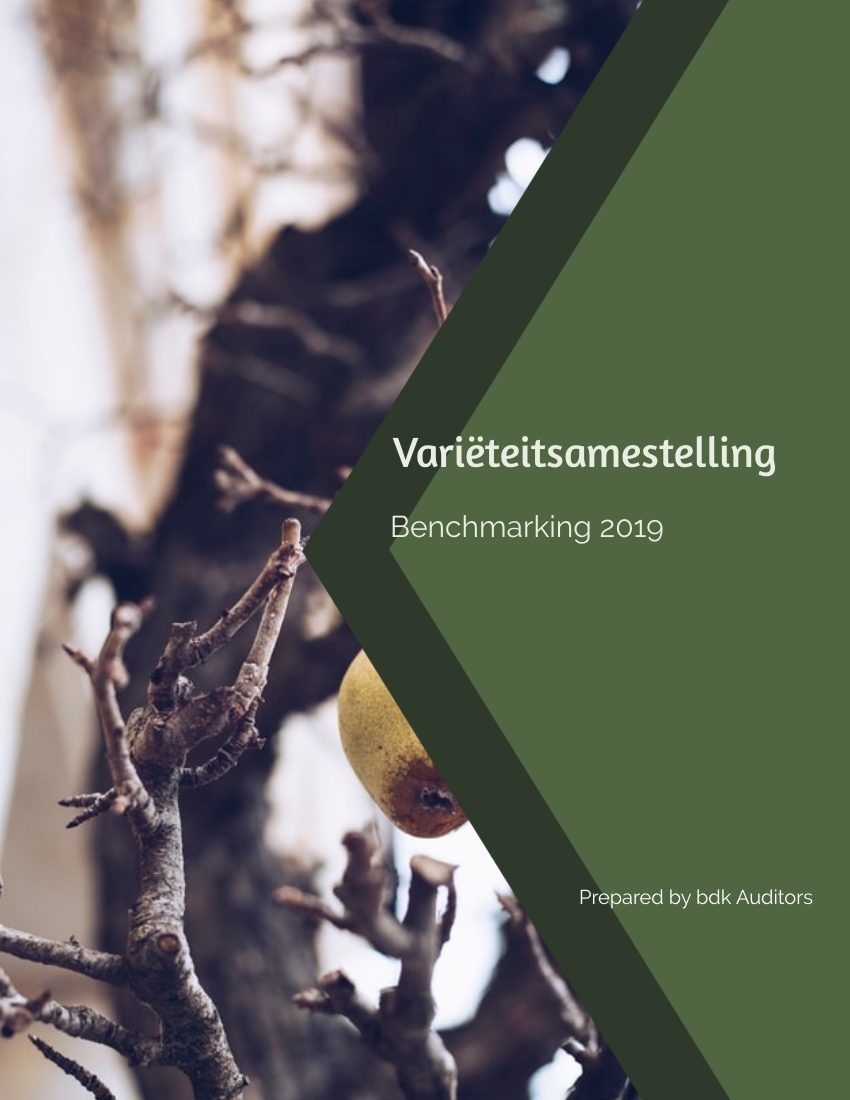 Variëteitsamestelling
Benchmarking 2019
Prepared by bdk Auditors